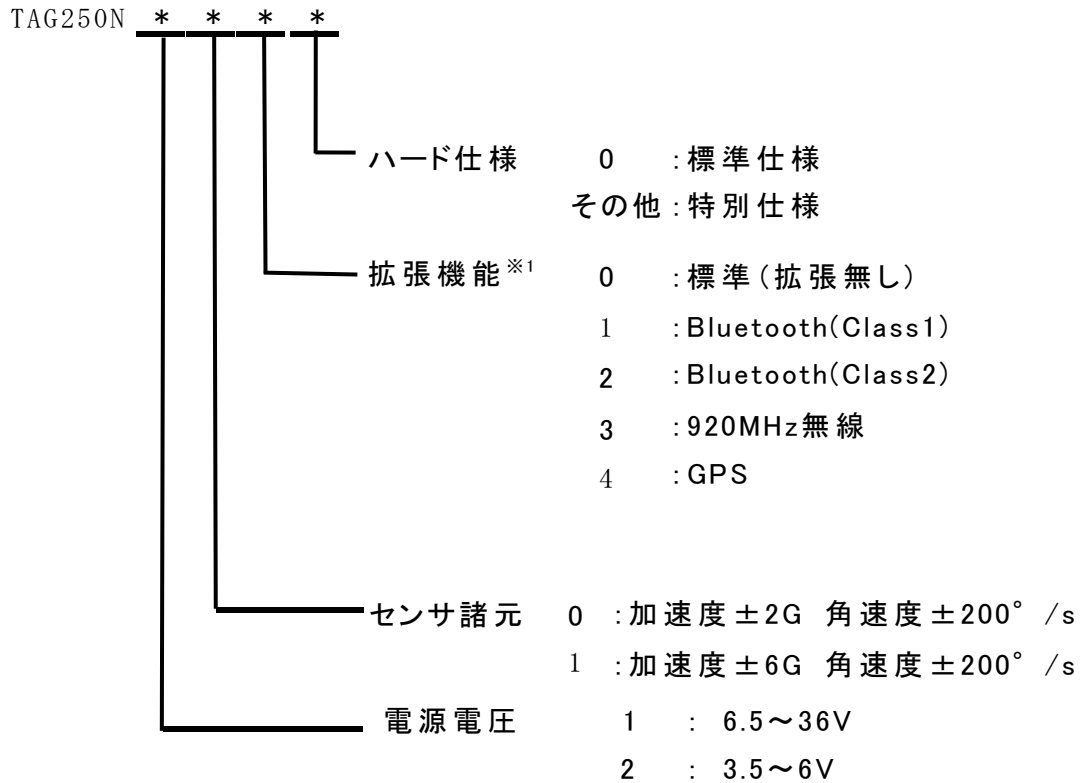 TAG250N * * * *
ハード仕様 0 :標準仕様
その他:特別仕様
拡張機能※1 0 :標準(拡張無し)
1 :Bluetooth(Class1)
2 :Bluetooth(Class2)
3 :920MHz無線
4 :GPS
センサ諸元 0 :加速度±2G 角速度±200° /s
1 :加速度±6G 角速度±200° /s
電源電圧 1 : 6.5~36V
2 : 3.5~6V